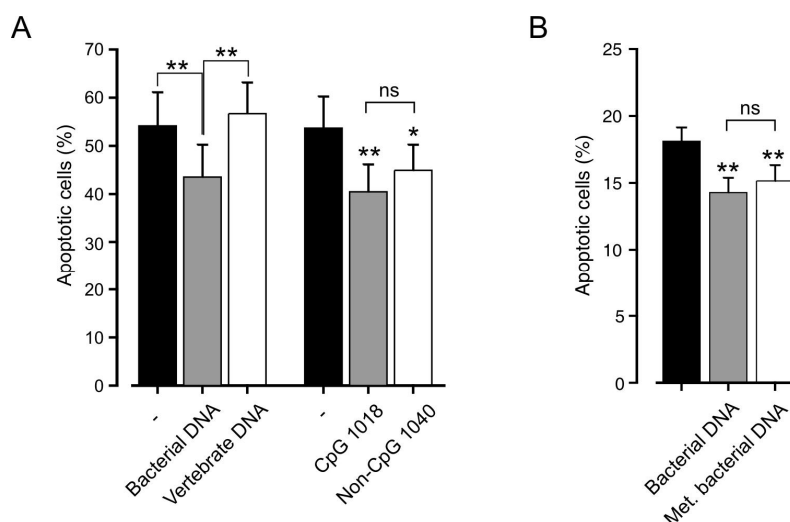 A
Apoptotic cells (%)
70
60
50
40
30
20
10
0
**
**
ns
**
*
-
Bacterial DNA
Vertebrate DNA
-
CpG 1018
Non-CpG 1040
B
Apoptotic cells (%)
25
20
15
10
5
0
ns
**
**
Bacterial DNA
Met. bacterial DNA